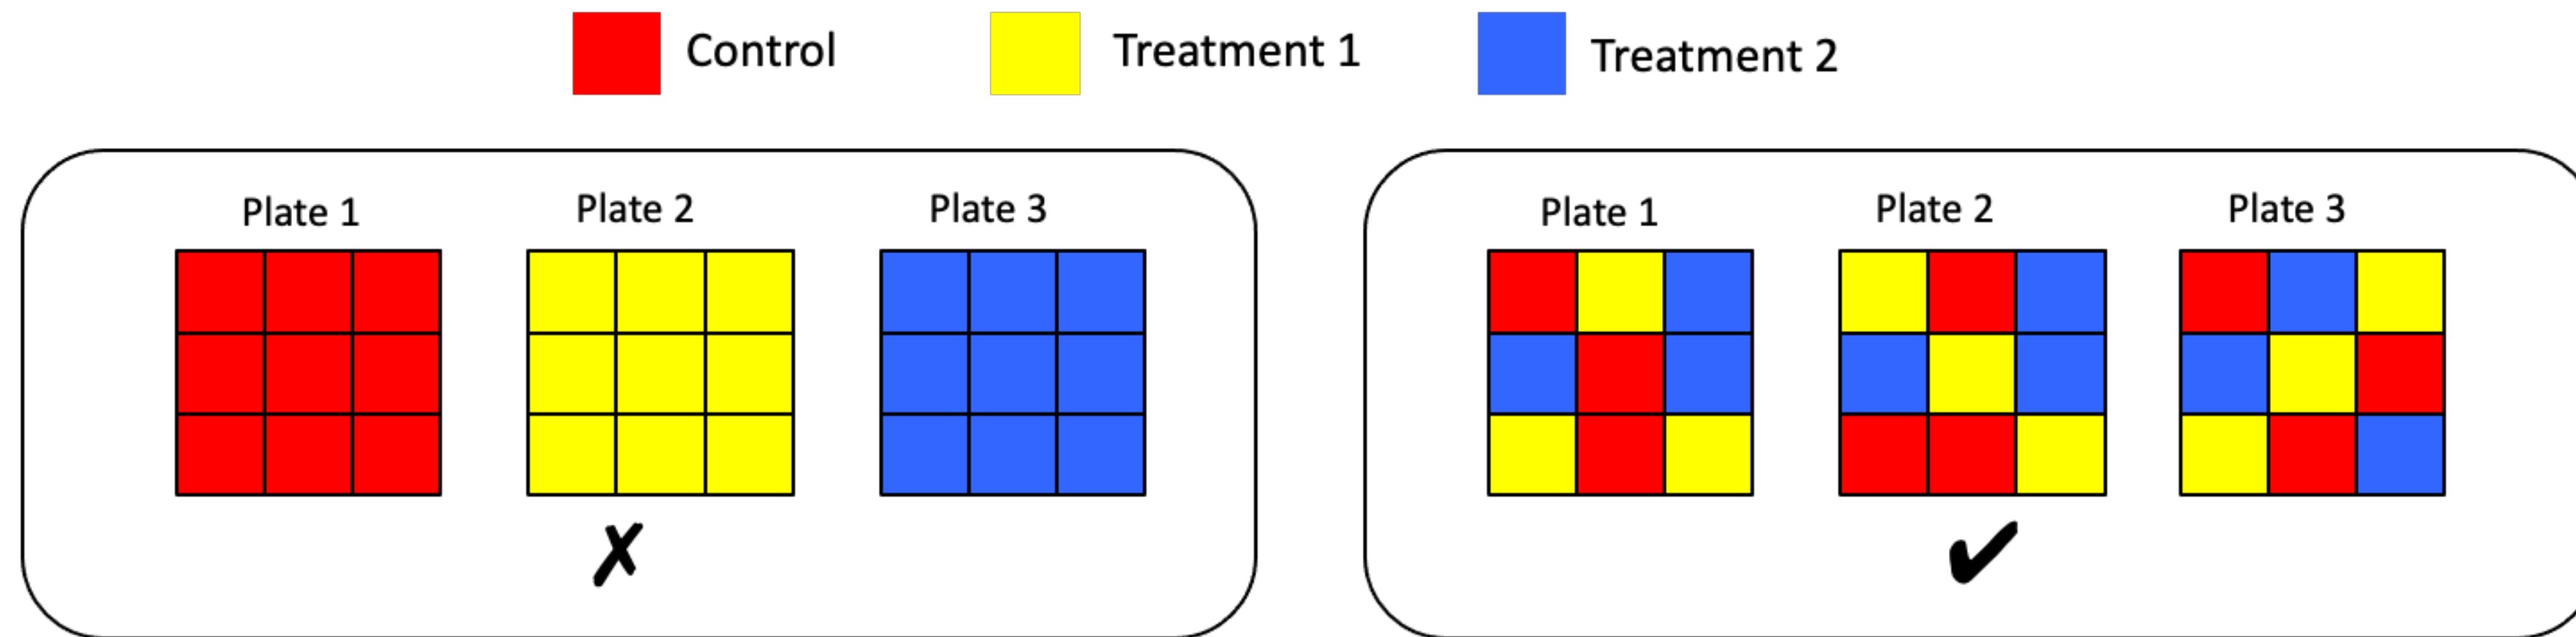 Control
Treatment 1
Treatment 2
Plate 1
Plate 2
Plate 3
✗
Plate 1
Plate 2
Plate 3
✔